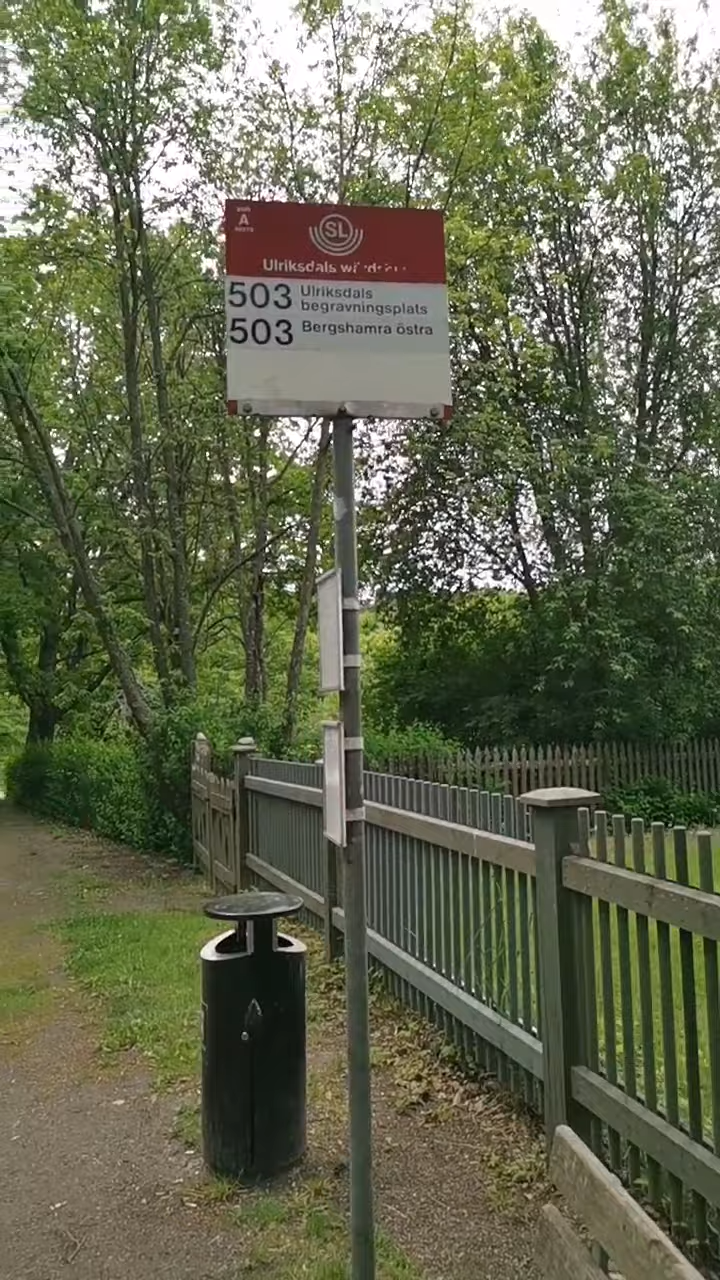 A
SL
Ulriksdals
503 Ulriksdals
begravningsplats
503 Bergshamra östra